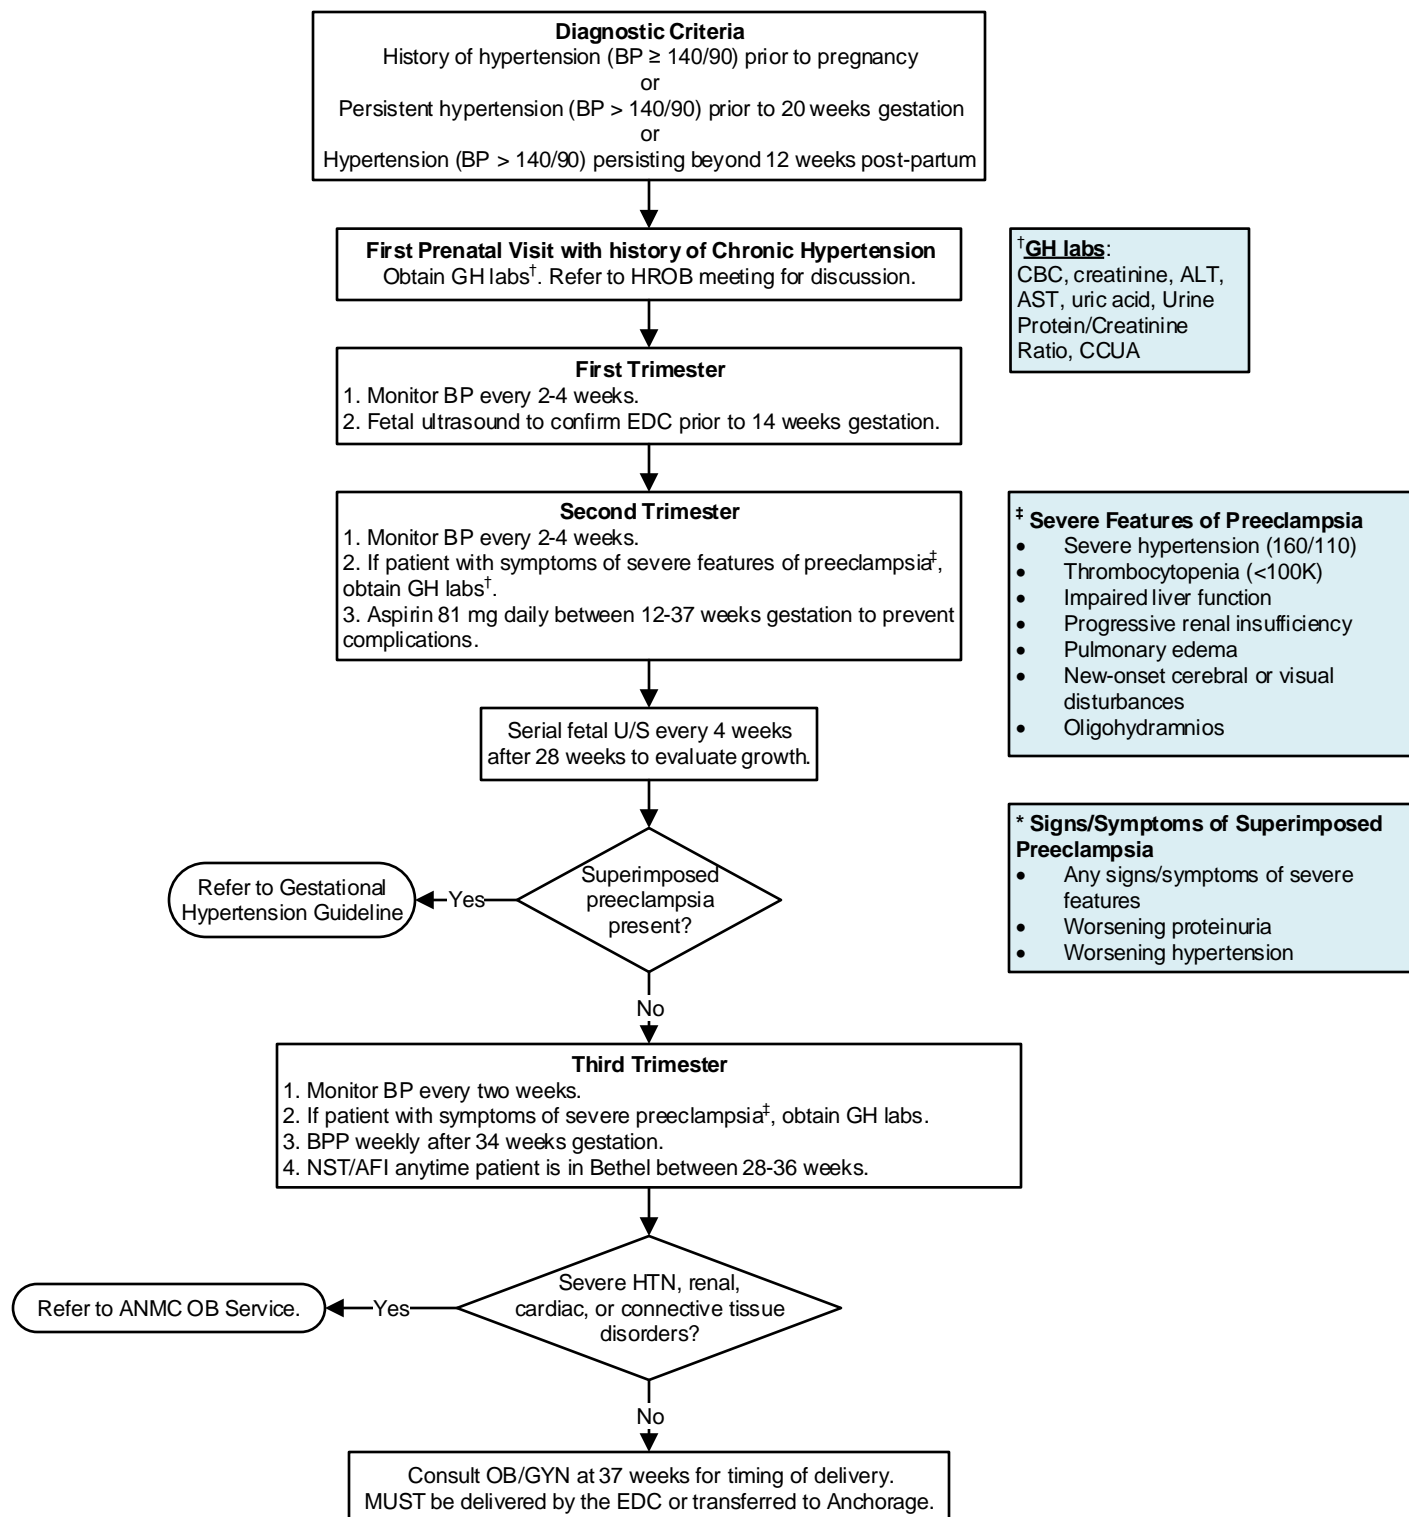 Diagnostic Criteria
History of hypertension (BP ≥ 140/90) prior to pregnancy
or
Persistent hypertension (BP > 140/90) prior to 20 weeks gestation
or
Hypertension (BP > 140/90) persisting beyond 12 weeks post-partum
First Prenatal Visit with history of Chronic Hypertension
Obtain GH labs†. Refer to HROB meeting for discussion.
†GH labs:
CBC, creatinine, ALT,
AST, uric acid, Urine
Protein/Creatinine
Ratio, CCUA
First Trimester
1. Monitor BP every 2-4 weeks.
2. Fetal ultrasound to confirm EDC prior to 14 weeks gestation.
Second Trimester
1. Monitor BP every 2-4 weeks.
2. If patient with symptoms of severe features of preeclampsia‡,
obtain GH labs†.
3. Aspirin 81 mg daily between 12-37 weeks gestation to prevent
complications.
‡ Severe Features of Preeclampsia
• Severe hypertension (160/110)
• Thrombocytopenia (<100K)
• Impaired liver function
• Progressive renal insufficiency
• Pulmonary edema
• New-onset cerebral or visual
disturbances
• Oligohydramnios
Serial fetal U/S every 4 weeks
after 28 weeks to evaluate growth.
* Signs/Symptoms of Superimposed
Preeclampsia
• Any signs/symptoms of severe
features
• Worsening proteinuria
• Worsening hypertension
Superimposed
preeclampsia
present?
Yes
Refer to Gestational
Hypertension Guideline
No
Third Trimester
1. Monitor BP every two weeks.
2. If patient with symptoms of severe preeclampsia‡, obtain GH labs.
3. BPP weekly after 34 weeks gestation.
4. NST/AFI anytime patient is in Bethel between 28-36 weeks.
Severe HTN, renal,
cardiac, or connective tissue
disorders?
Yes
Refer to ANMC OB Service.
No
Consult OB/GYN at 37 weeks for timing of delivery.
MUST be delivered by the EDC or transferred to Anchorage.